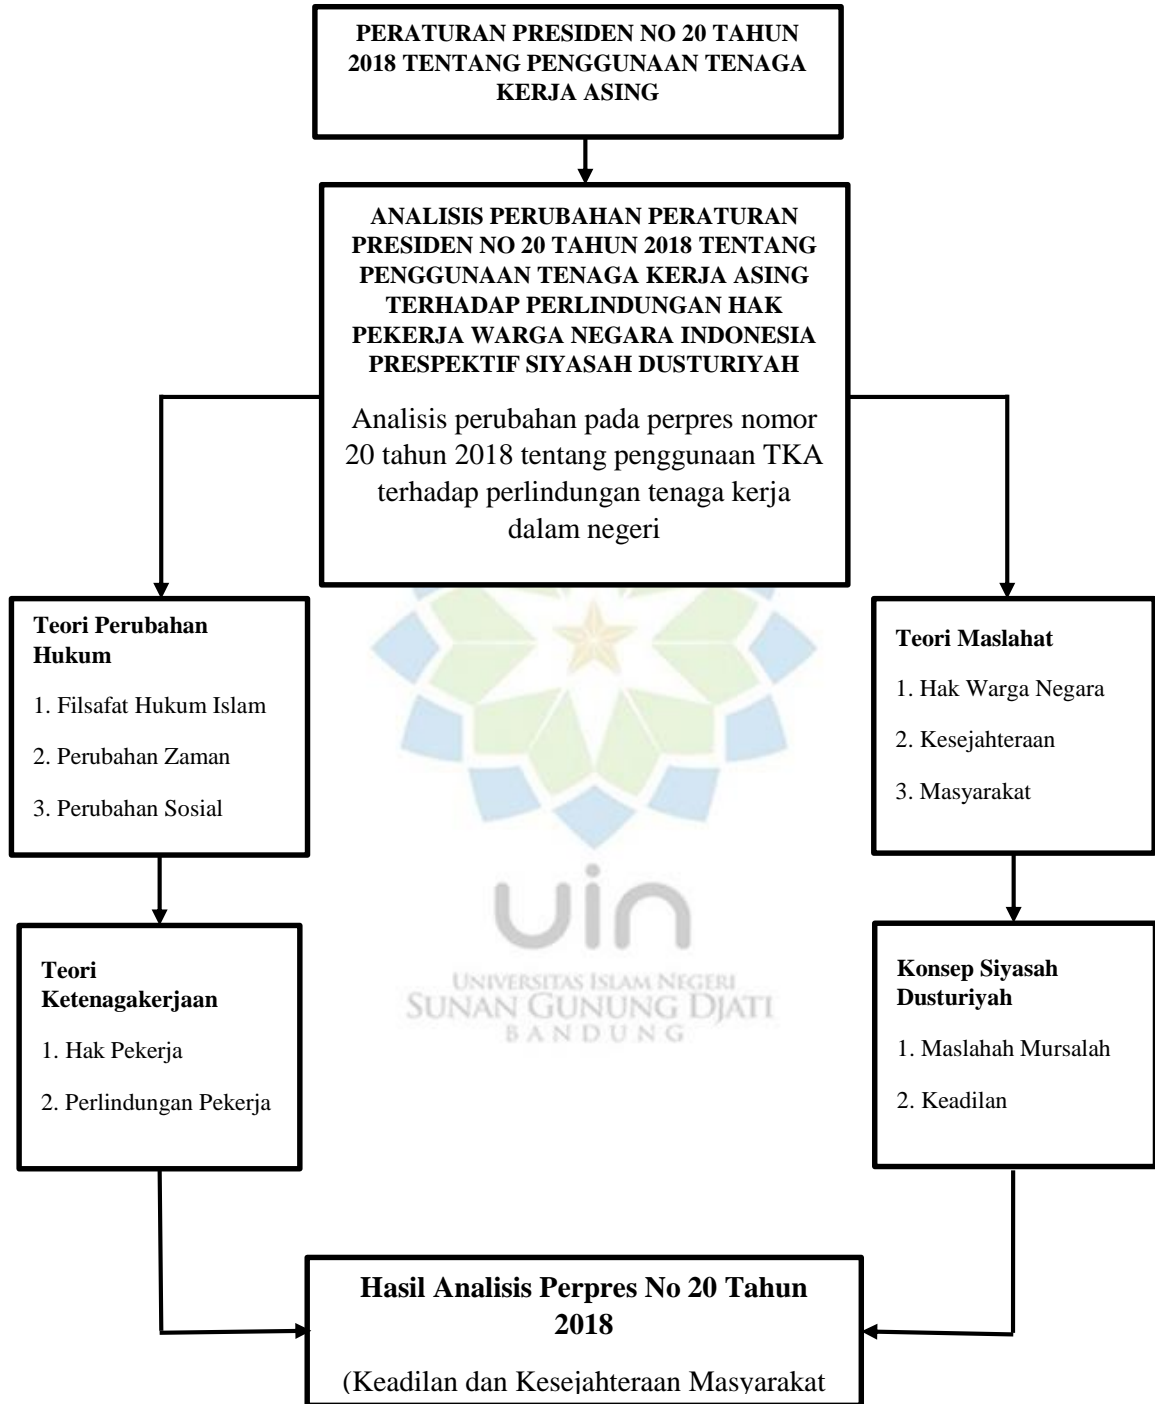 PERATURAN PRESIDEN NO 20 TAHUN
2018 TENTANG PENGGUNAAN TENAGA
KERJA ASING
ANALISIS PERUBAHAN PERATURAN
PRESIDEN NO 20 TAHUN 2018 TENTANG
PENGGUNAAN TENAGA KERJA ASING
TERHADAP PERLINDUNGAN HAK
PEKERJA WARGA NEGARA INDONESIA
PRESPEKTIF SIYASAH DUSTURIYAH
Analisis perubahan pada perpres nomor
20 tahun 2018 tentang penggunaan TKA
terhadap perlindungan tenaga kerja
dalam negeri
Teori Perubahan
Hukum
1. Filsafat Hukum Islam
2. Perubahan Zaman
3. Perubahan Sosial
Teori Maslahat
1. Hak Warga Negara
2. Kesejahteraan
3. Masyarakat
uin
UNIVERSITAS ISLAM NEGERI
SUNAN GUNUNG DJATI
BANDUNG
Teori
Ketenagakerjaan
1. Hak Pekerja
2. Perlindungan Pekerja
Konsep Siyasah
Dusturiyah
1. Maslahah Mursalah
2. Keadilan
Hasil Analisis Perpres No 20 Tahun
2018
(Keadilan dan Kesejahteraan Masyarakat